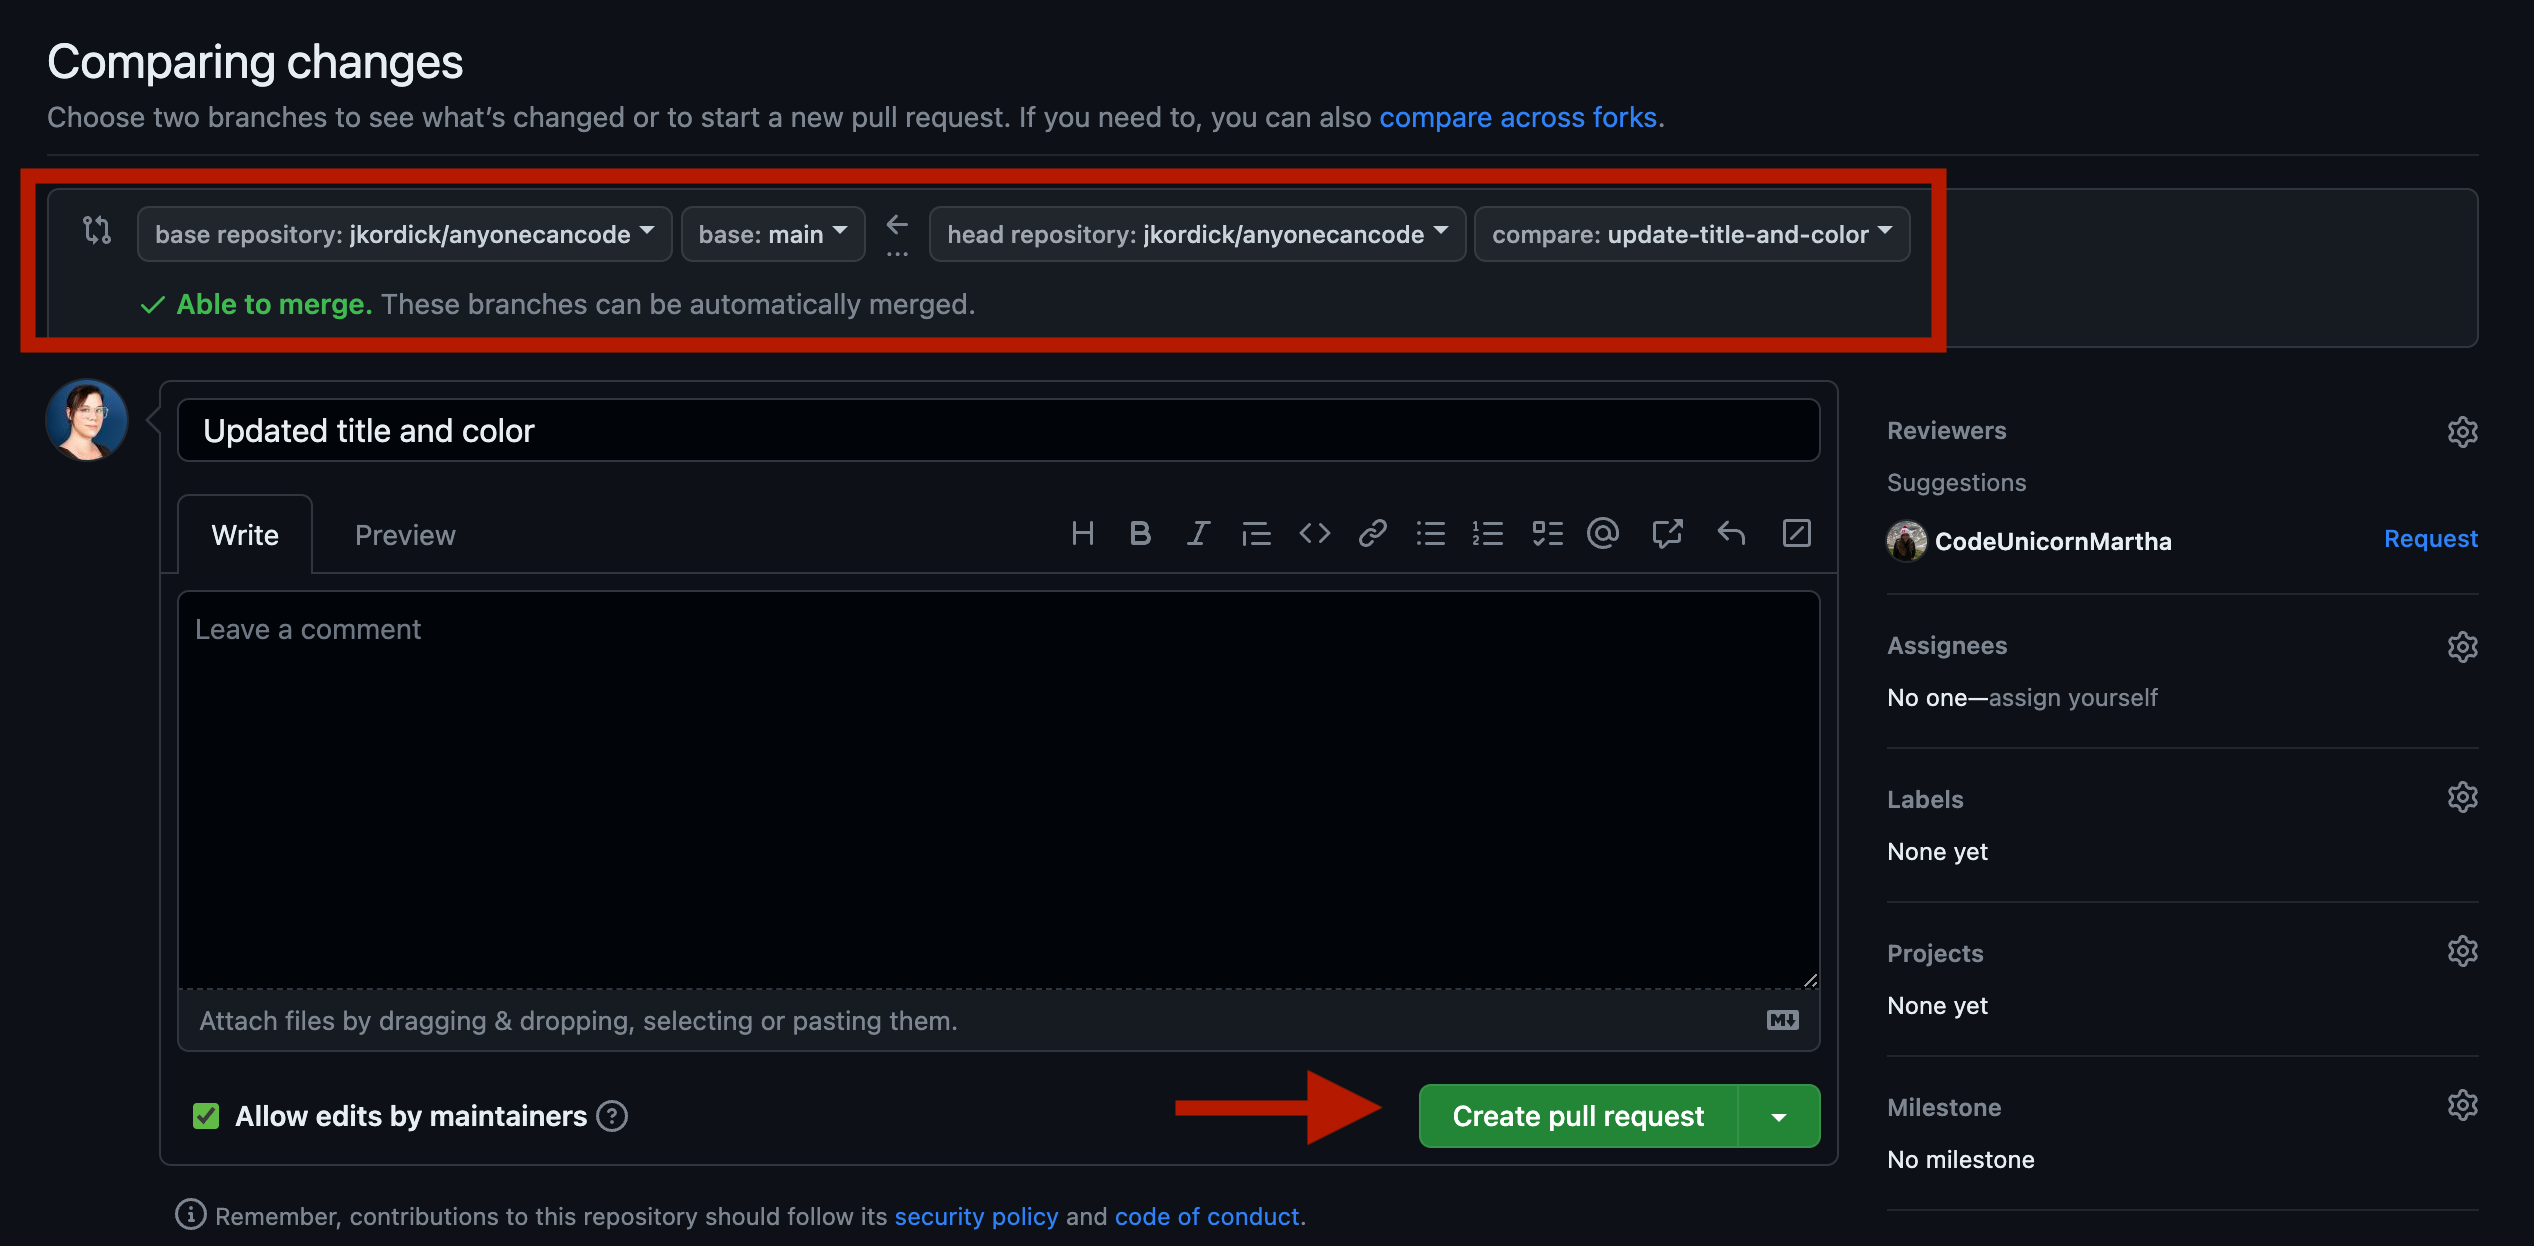 Comparing changes
Choose two branches to see what's changed or to start a new pull request. If you need to, you can also compare across forks.
base repository: jkordick/anyonecancode base: main ... head repository: jkordick/anyonecancode compare: update-title-and-color
Able to merge. These branches can be automatically merged.
Updated title and color
Write Preview
Leave a comment
Attach files by dragging & dropping, selecting or pasting them.
Allow edits by maintainers
Create pull request
Remember, contributions to this repository should follow its security policy and code of conduct.
Reviewers
Suggestions
CodeUnicornMartha Request
Assignees
No one—assign yourself
Labels
None yet
Projects
None yet
Milestone
No milestone